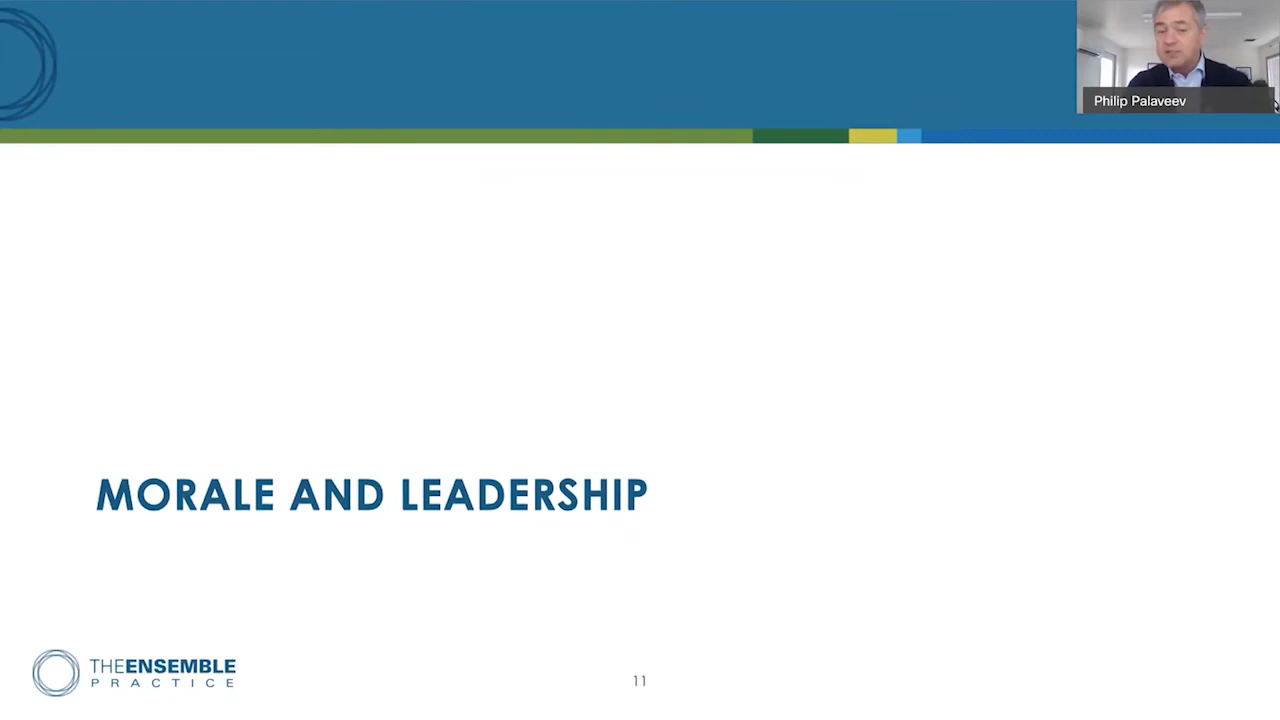 Philip Palaveev
MORALE AND LEADERSHIP
THEENSEMBLE
PRACTICE
11